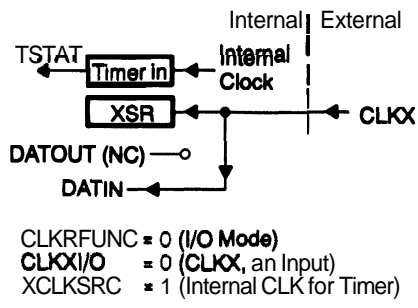 Internal External
TSTAT Timer in Internal
Clock
XSR CLKX
DATOUT (NC)
DATIN
CLKRFUNC = 0 (I/O Mode)
CLKXI/O = 0 (CLKX, an Input)
XCLKSRC = 1 (Internal CLK for Timer)